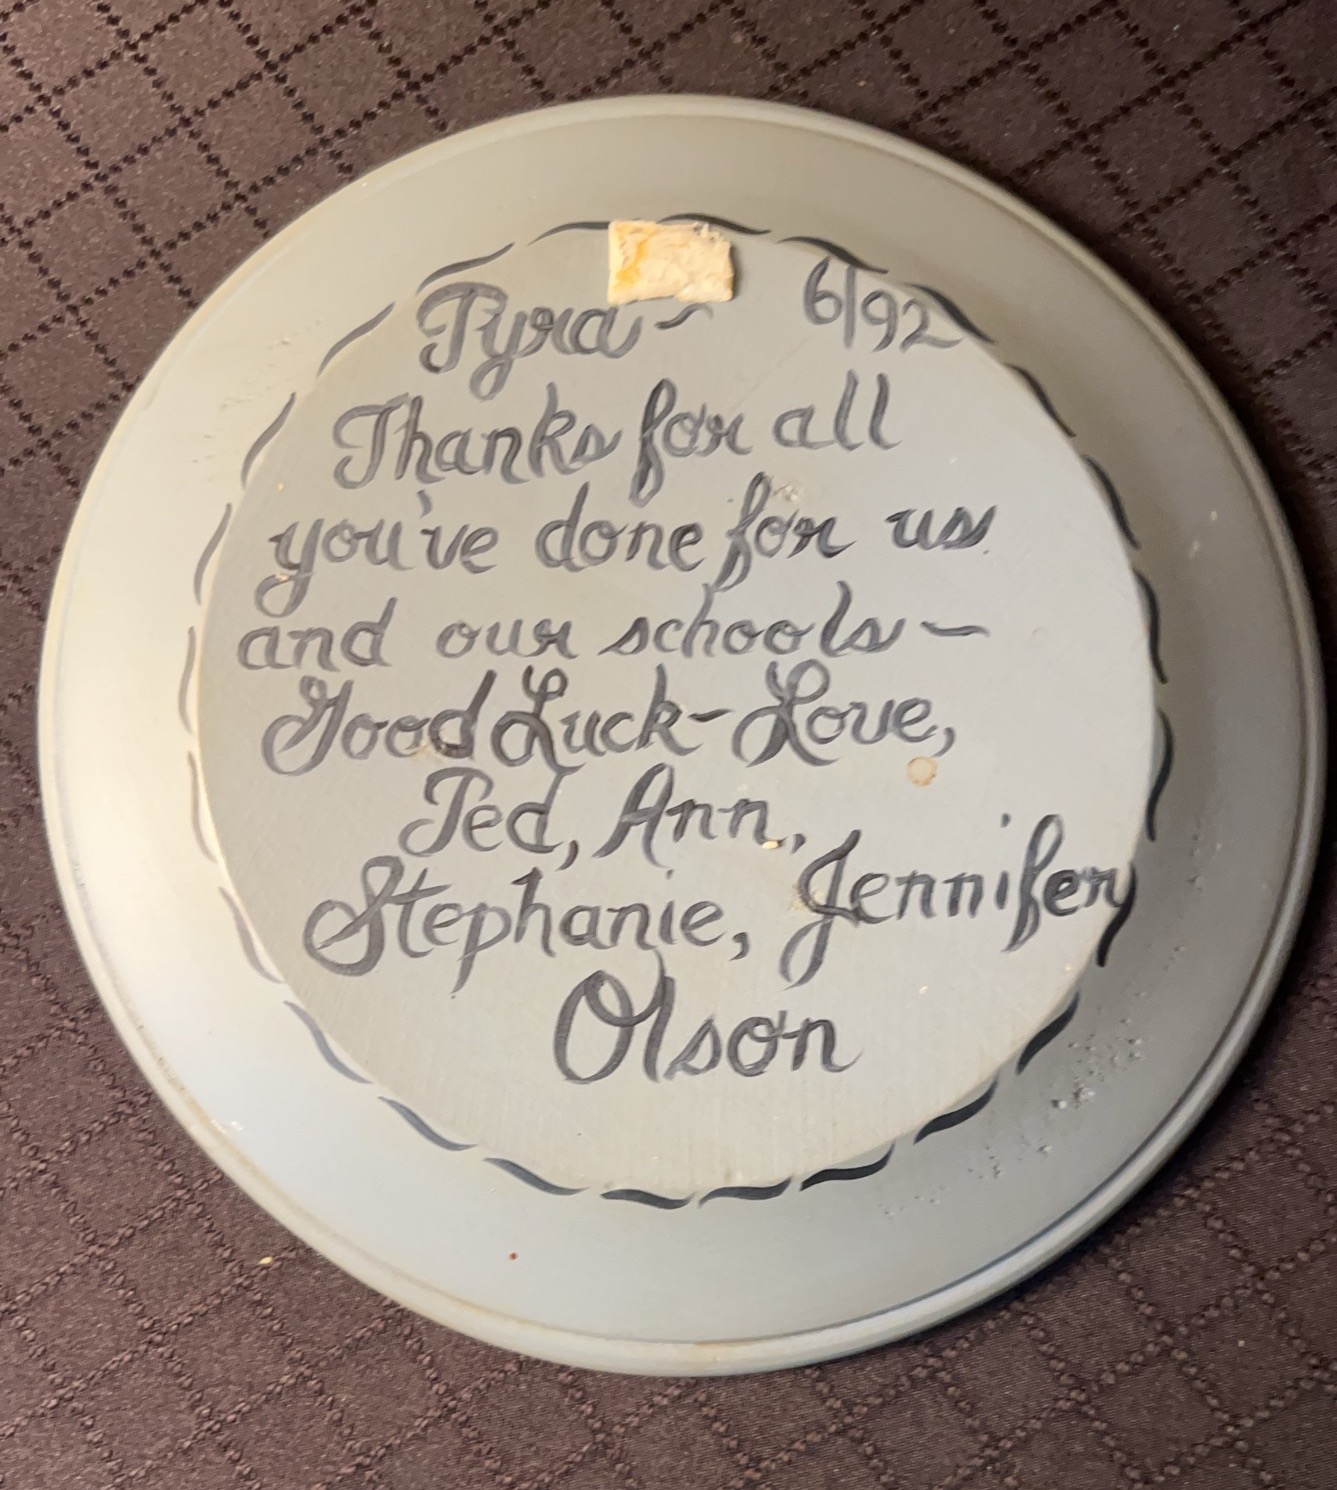 Tyra- 6/92
Thanks for all
you've done for us
and our schools-
Good Luck-Love,
Ted, Ann,
Stephanie, Jennifer
Olson